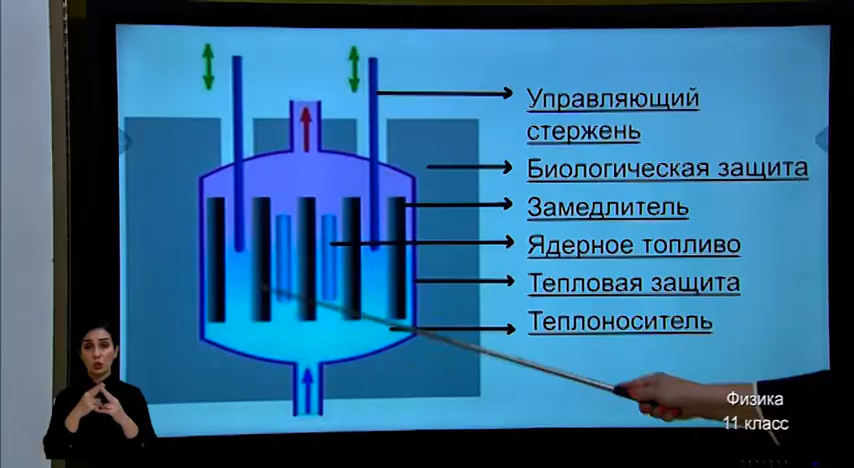 Управляющий
стержень
Биологическая защита
Замедлитель
Ядерное топливо
Тепловая защита
Теплоноситель
Физика
11 класс